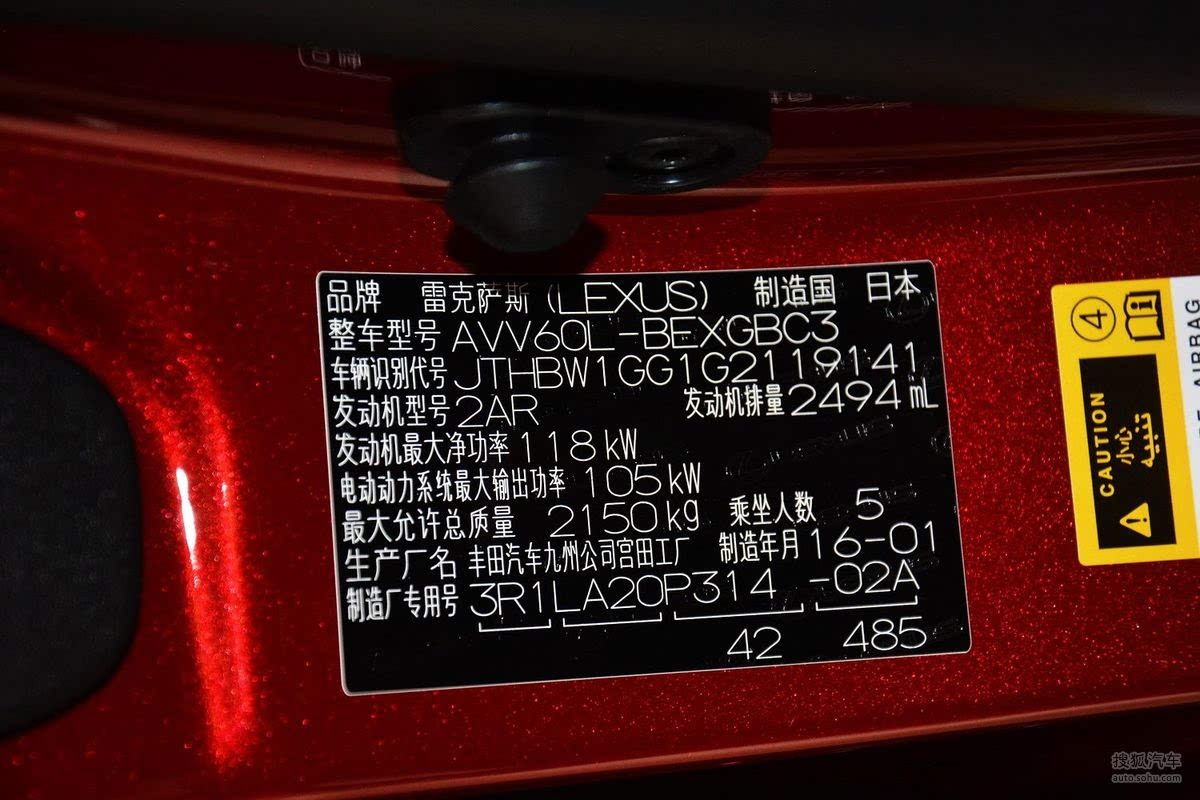 品牌 雷克萨斯(LEXUS) 制造国 日本
整车型号 AVV60L-BEXGBC3
车辆识别代号 JTHBW1GG1G2119141
发动机型号 2AR 发动机排量 2494 mL
发动机最大净功率 118 kW
电动动力系统最大输出功率 105 kW
最大允许总质量 2150 kg 乘坐人数 5
生产厂名 丰田汽车九州公司宫田工厂 制造年月 16-01
制造厂专用号 3R1LA20P314 -02A
42 485
4
CAUTION
小心
تنبيه
AIRBAG
搜狐汽车
auto.sohu.com